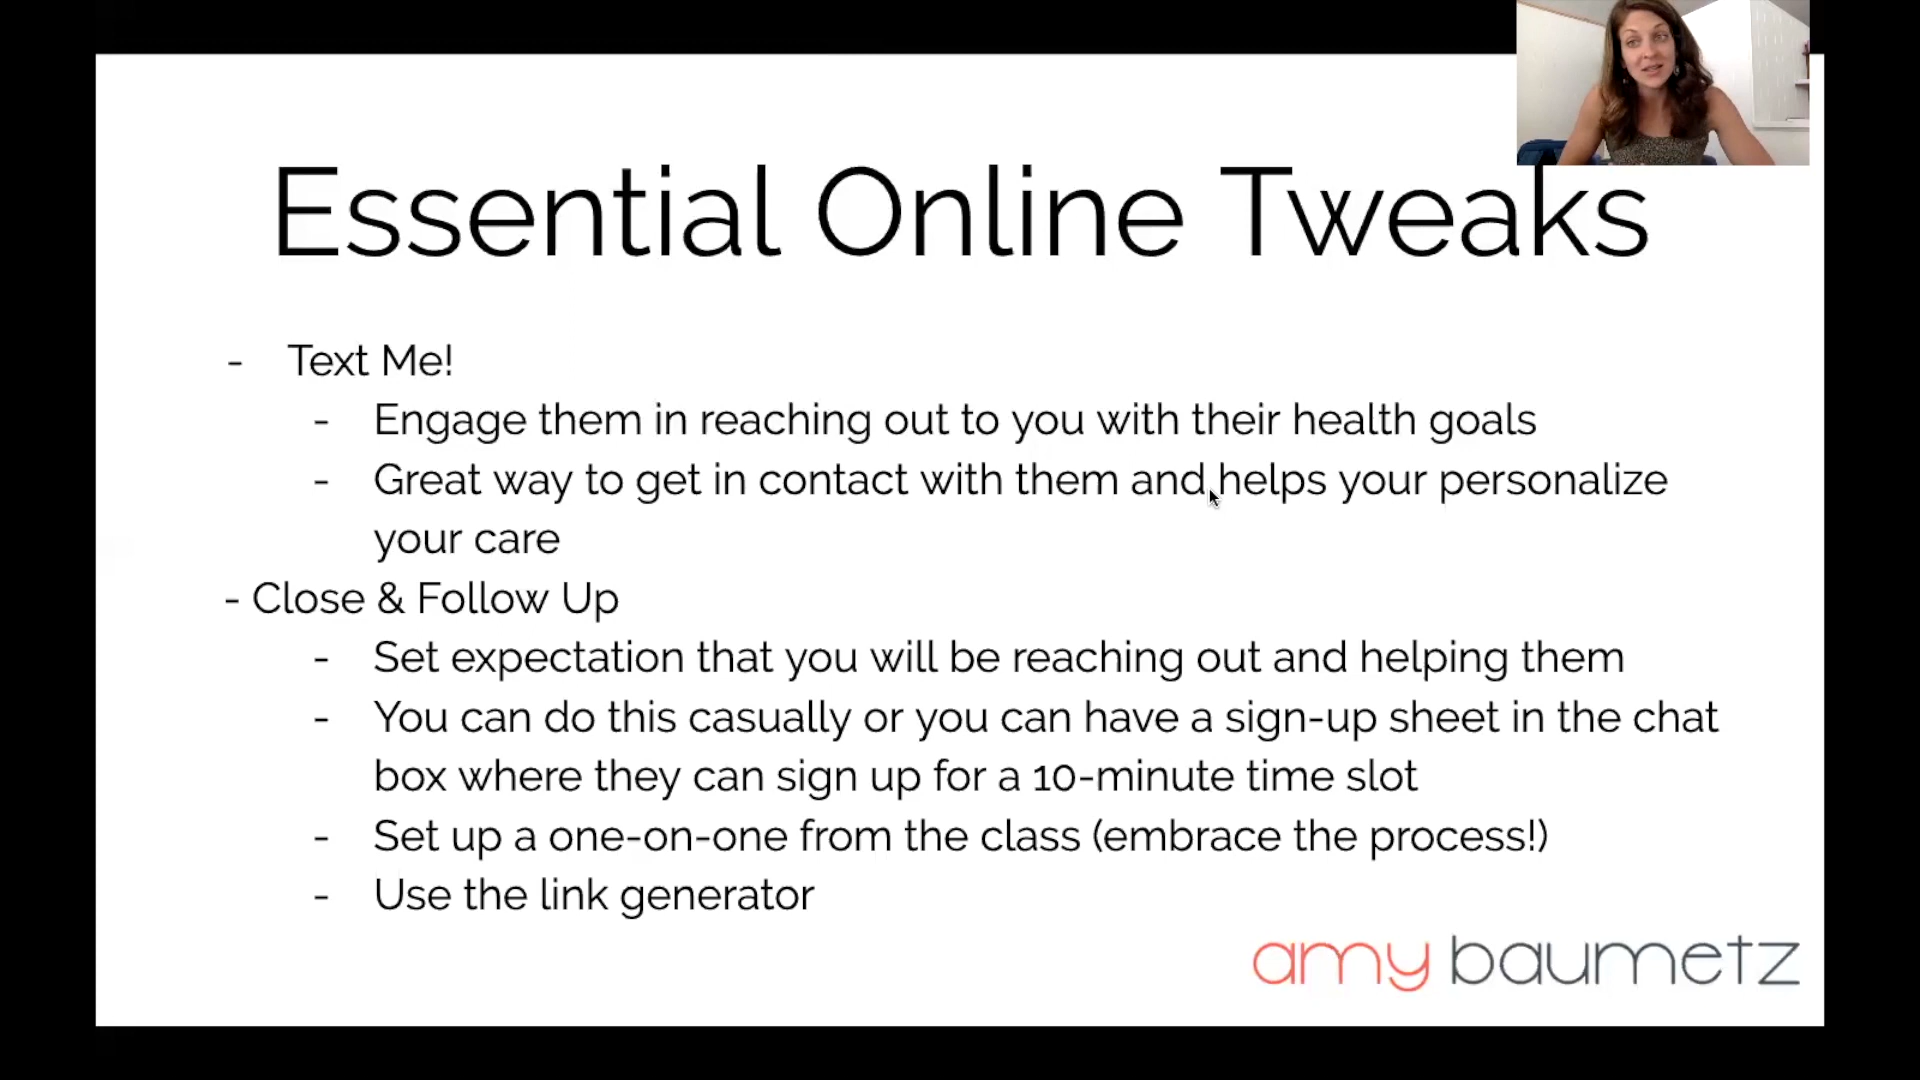 Essential Online Tweaks
- Text Me!
- Engage them in reaching out to you with their health goals
- Great way to get in contact with them and helps your personalize
your care
- Close & Follow Up
- Set expectation that you will be reaching out and helping them
- You can do this casually or you can have a sign-up sheet in the chat
box where they can sign up for a 10-minute time slot
- Set up a one-on-one from the class (embrace the process!)
- Use the link generator
amy baumetz